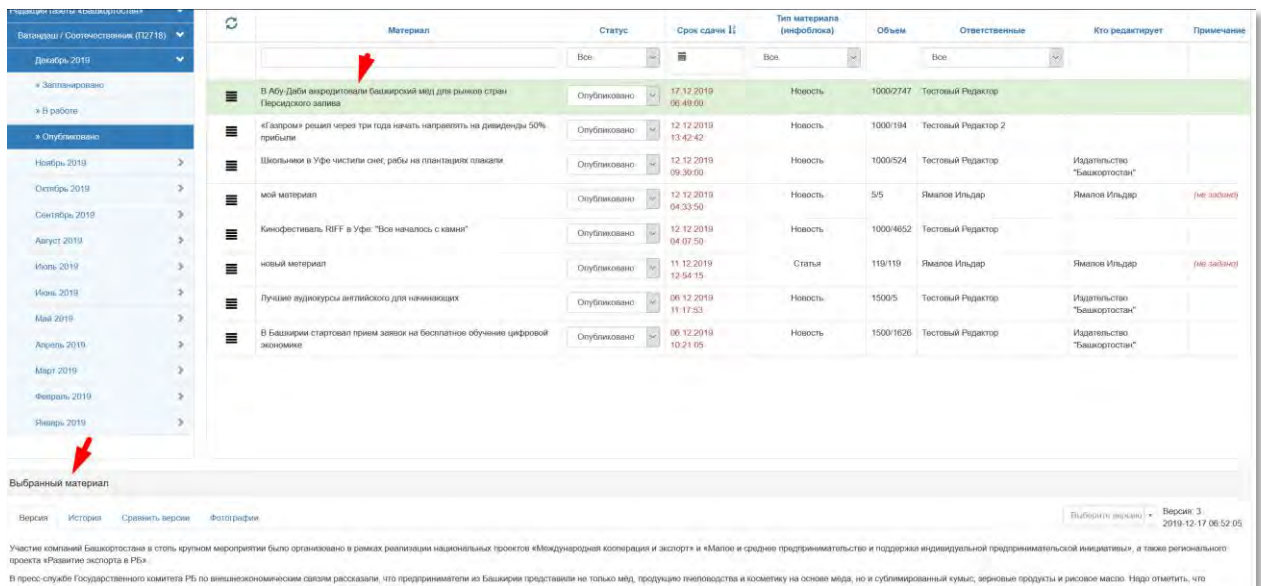 Редакция газеты «Башкортостан»
Ватандаш / Соотечественник (П2718)
Декабрь 2019
» Запланировано
» В работе
» Опубликовано
Ноябрь 2019
Октябрь 2019
Сентябрь 2019
Август 2019
Июль 2019
Июнь 2019
Май 2019
Апрель 2019
Март 2019
Февраль 2019
Январь 2019
Материал Статус Срок сдачи Тип материала (инфоблока) Объем Ответственные Кто редактирует Примечание
Все Все Все
В Абу-Даби аккредитовали башкирский мёд для рынков стран Опубликовано 17.12.2019 Новость 1000/2747 Тестовый Редактор
Персидского залива 06:49:00
«Газпром» решил через три года начать направлять на дивиденды 50% Опубликовано 12.12.2019 Новость 1000/194 Тестовый Редактор 2
прибыли 13:42:42
Школьники в Уфе чистили снег, рабы на плантациях плакали Опубликовано 12.12.2019 Новость 1000/524 Тестовый Редактор Издательство
09:30:00 "Башкортостан"
мой материал Опубликовано 12.12.2019 Новость 5/5 Ямалов Ильдар Ямалов Ильдар (не задано)
04:33:50
Кинофестиваль RIFF в Уфе: "Все началось с камня" Опубликовано 12.12.2019 Новость 1000/4652 Тестовый Редактор
04:07:50
новый метериал Опубликовано 11.12.2019 Статья 119/119 Ямалов Ильдар Ямалов Ильдар (не задано)
12:54:15
Лучшие аудиокурсы английского для начинающих Опубликовано 06.12.2019 Новость 1500/5 Тестовый Редактор Издательство
11:17:53 "Башкортостан"
В Башкирии стартовал прием заявок на бесплатное обучение цифровой Опубликовано 06.12.2019 Новость 1500/1626 Тестовый Редактор Издательство
экономике 10:21:05 "Башкортостан"
Выбранный материал
Версия История Сравнить версии Фотографии Выберите версию Версия: 3
2019-12-17 06:52:05
Участие компаний Башкортостана в столь крупном мероприятии было организовано в рамках реализации национальных проектов «Международная кооперация и экспорт» и «Малое и среднее предпринимательство и поддержка индивидуальной предпринимательской инициативы», а также регионального
проекта «Развитие экспорта в РБ».
В пресс-службе Государственного комитета РБ по внешнеэкономическим связям рассказали, что предприниматели из Башкирии представили не только мёд, продукцию пчеловодства и косметику на основе мёда, но и сублимированный кумыс, зерновые продукты и рисовое масло. Надо отметить, что